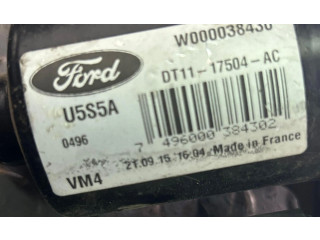 W000038430
Ford
DT11-17504-AC
U5S5A
0496
7 496000 384302
21.09.15 16:04 Made in France
VM4